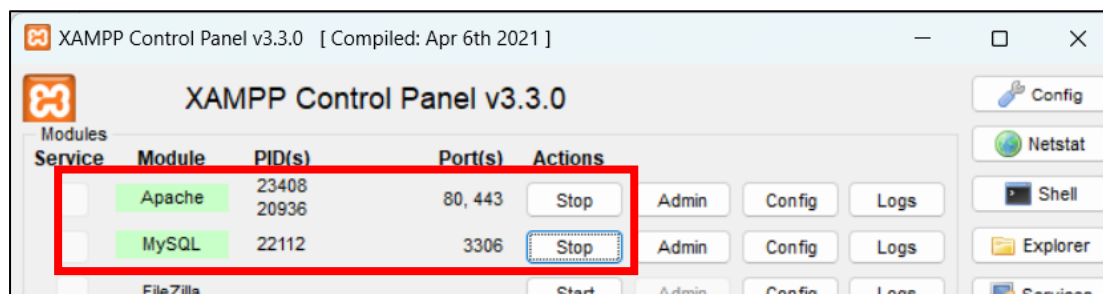 XAMPP Control Panel v3.3.0 [ Compiled: Apr 6th 2021 ]
XAMPP Control Panel v3.3.0
Config
Modules
Netstat
Service Module PID(s) Port(s) Actions
Apache 23408 20936 80, 443 Stop Admin Config Logs
Shell
MySQL 22112 3306 Stop Admin Config Logs
Explorer
FileZilla Start Admin Config Logs
Services